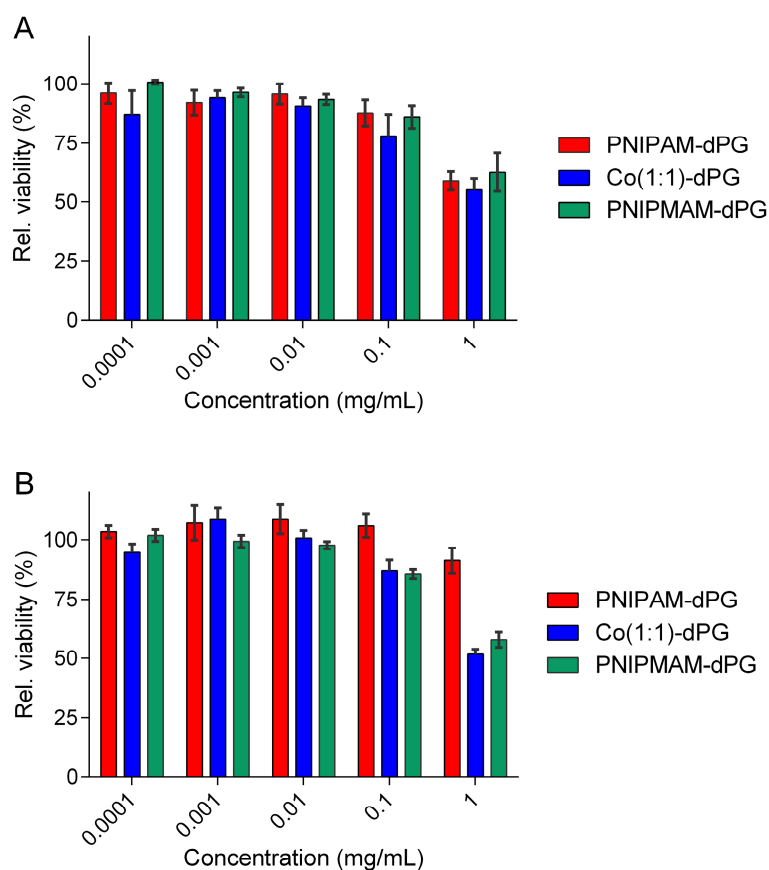 A
Rel. viability (%)
100
75
50
25
0
0.0001
0.001
0.01
0.1
1
Concentration (mg/mL)
PNIPAM-dPG
Co(1:1)-dPG
PNIPMAM-dPG
B
Rel. viability (%)
100
75
50
25
0
0.0001
0.001
0.01
0.1
1
Concentration (mg/mL)
PNIPAM-dPG
Co(1:1)-dPG
PNIPMAM-dPG